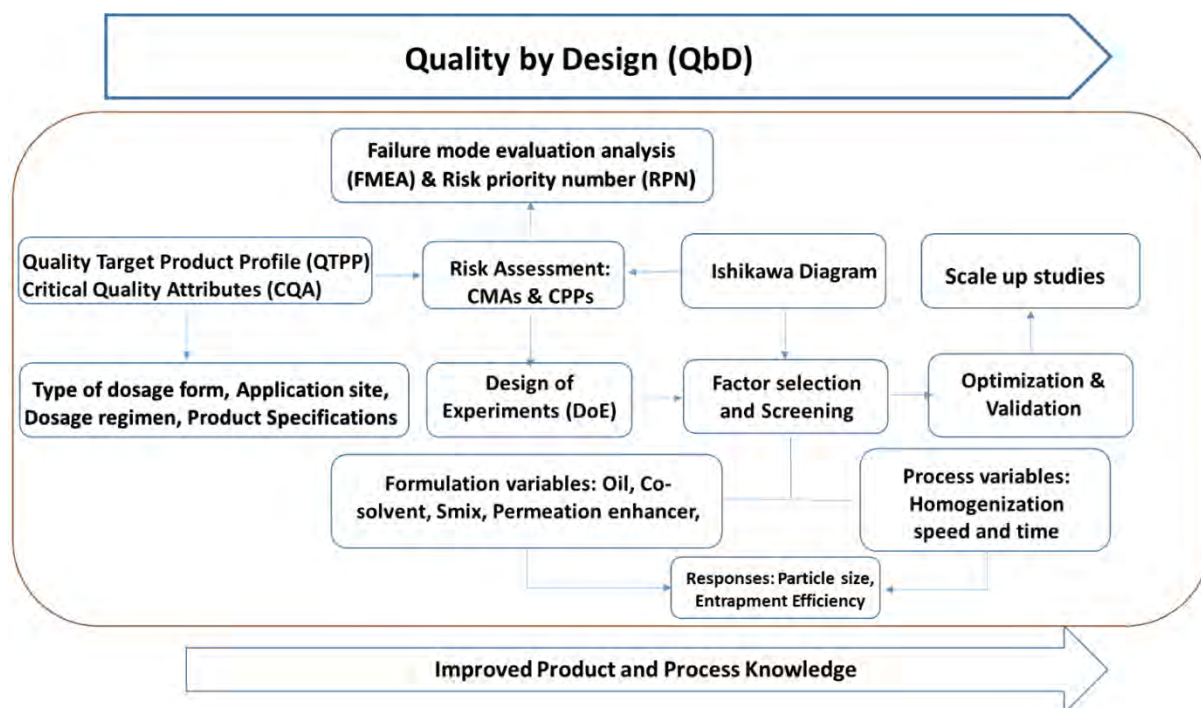 Quality by Design (QbD)
Failure mode evaluation analysis
(FMEA) & Risk priority number (RPN)
Quality Target Product Profile (QTPP)
Critical Quality Attributes (CQA)
Risk Assessment:
CMAs & CPPs
Ishikawa Diagram
Scale up studies
Type of dosage form, Application site,
Dosage regimen, Product Specifications
Design of
Experiments (DoE)
Factor selection
and Screening
Optimization &
Validation
Formulation variables: Oil, Co-
solvent, Smix, Permeation enhancer,
Process variables:
Homogenization
speed and time
Responses: Particle size,
Entrapment Efficiency
Improved Product and Process Knowledge